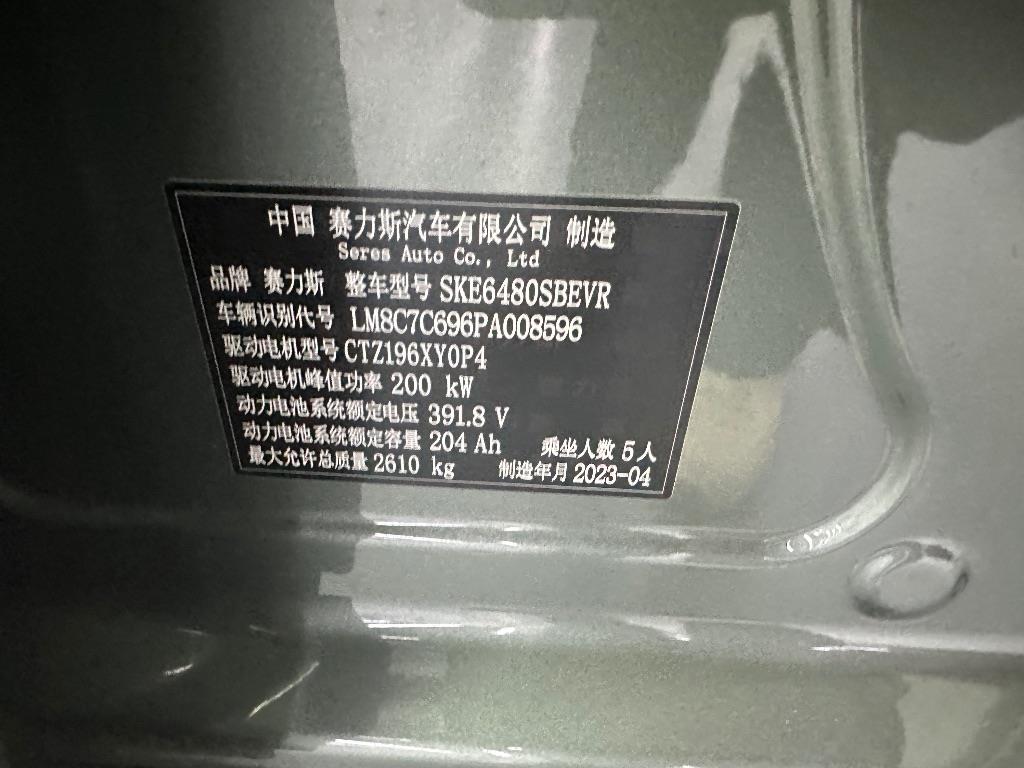 中国 赛力斯汽车有限公司 制造
Seres Auto Co., Ltd
品牌 赛力斯 整车型号 SKE6480SBEVR
车辆识别代号 LM8C7C696PA008596
驱动电机型号 CTZ196XY0P4
驱动电机峰值功率 200 kW
动力电池系统额定电压 391.8 V
动力电池系统额定容量 204 Ah 乘坐人数 5人
最大允许总质量 2610 kg 制造年月 2023-04